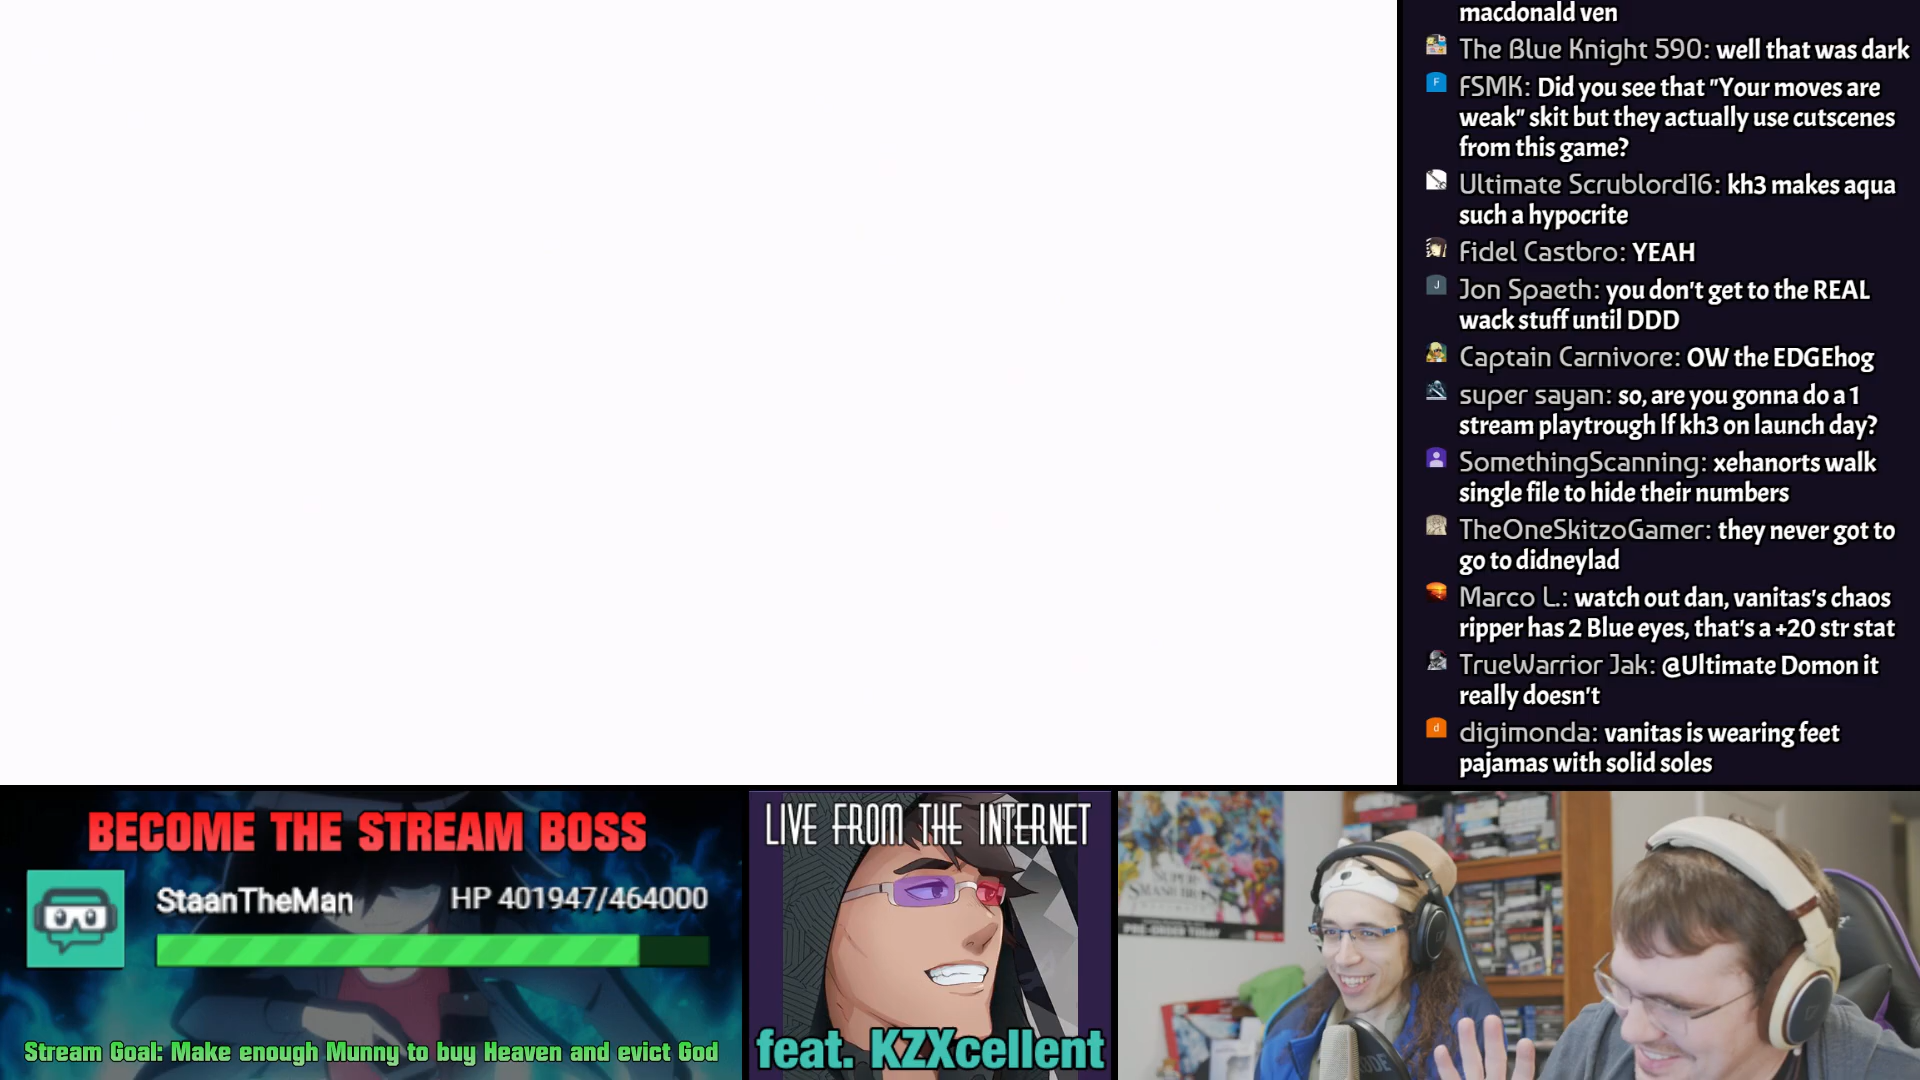 macdonald ven
The Blue Knight 590: well that was dark
F
FSMK: Did you see that "Your moves are
weak" skit but they actually use cutscenes
from this game?
Ultimate Scrublord16: kh3 makes aqua
such a hypocrite
Fidel Castbro: YEAH
J
Jon Spaeth: you don't get to the REAL
wack stuff until DDD
Captain Carnivore: OW the EDGEhog
super sayan: so, are you gonna do a 1
stream playtrough lf kh3 on launch day?
SomethingScanning: xehanorts walk
single file to hide their numbers
TheOneSkitzoGamer: they never got to
go to didneylad
Marco L.: watch out dan, vanitas's chaos
ripper has 2 Blue eyes, that's a +20 str stat
TrueWarrior Jak: @Ultimate Domon it
really doesn't
d
digimonda: vanitas is wearing feet
pajamas with solid soles
BECOME THE STREAM BOSS
StaanTheMan HP 401947/464000
Stream Goal: Make enough Munny to buy Heaven and evict God
LIVE FROM THE INTERNET
feat. KZXcellent
SUPER
SMASH BROS
PRE-ORDER TODAY